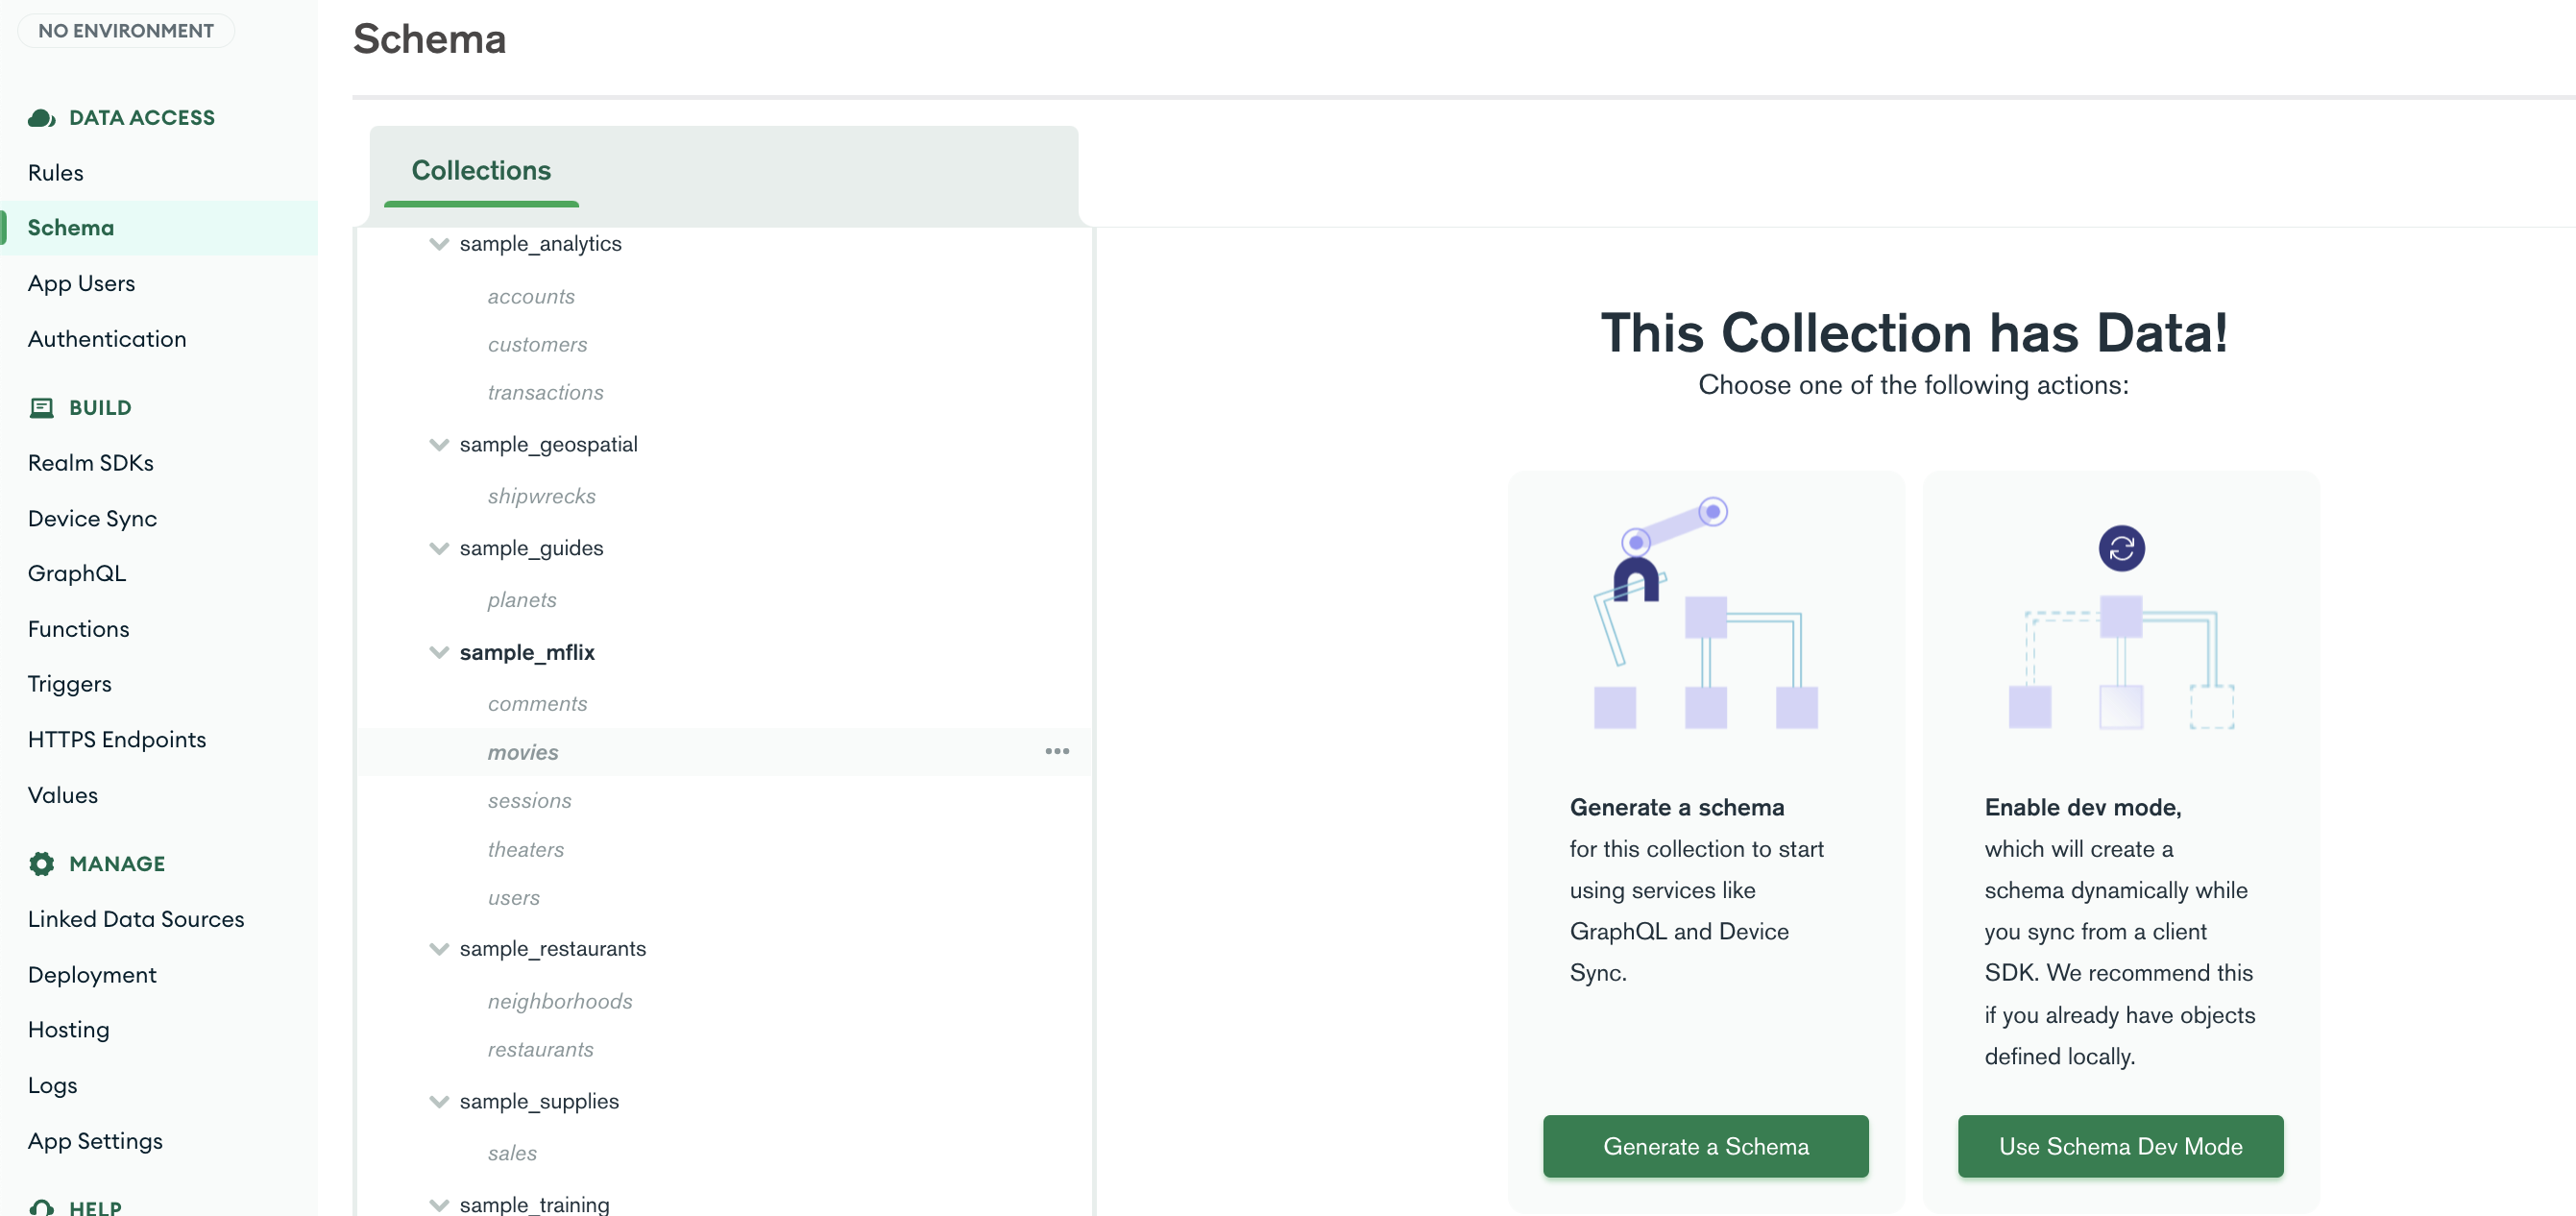 NO ENVIRONMENT
DATA ACCESS
Rules
Schema
App Users
Authentication
BUILD
Realm SDKs
Device Sync
GraphQL
Functions
Triggers
HTTPS Endpoints
Values
MANAGE
Linked Data Sources
Deployment
Hosting
Logs
App Settings
HELP
Schema
Collections
sample_analytics
accounts
customers
transactions
sample_geospatial
shipwrecks
sample_guides
planets
sample_mflix
comments
movies
sessions
theaters
users
sample_restaurants
neighborhoods
restaurants
sample_supplies
sales
sample_training
This Collection has Data!
Choose one of the following actions:
Generate a schema
for this collection to start
using services like
GraphQL and Device
Sync.
Generate a Schema
Enable dev mode,
which will create a
schema dynamically while
you sync from a client
SDK. We recommend this
if you already have objects
defined locally.
Use Schema Dev Mode